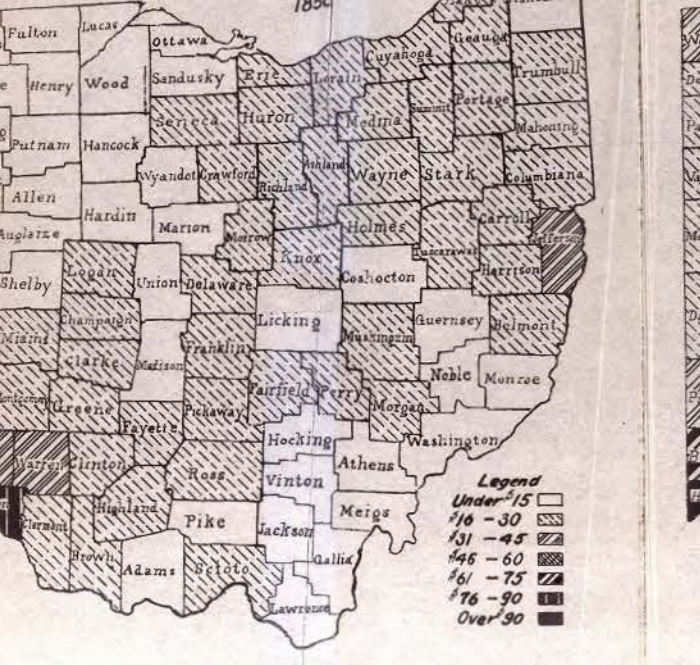 1850
Fulton
Lucas
Ottawa
Henry
Wood
Sandusky
Erie
Lorain
Cuyahoga
Geauga
Trumbull
Seneca
Huron
Medina
Summit
Portage
Mahoning
Putnam
Hancock
Wyandot
Crawford
Richland
Ashland
Wayne
Stark
Columbiana
Allen
Hardin
Marion
Morrow
Holmes
Carroll
Jefferson
Auglaize
Logan
Union
Delaware
Knox
Coshocton
Tuscarawas
Harrison
Shelby
Champaign
Licking
Muskingum
Guernsey
Belmont
Miami
Clarke
Madison
Franklin
Noble
Monroe
Montgomery
Greene
Fayette
Pickaway
Fairfield
Perry
Morgan
Washington
Warren
Clinton
Ross
Hocking
Athens
Vinton
Clermont
Highland
Pike
Jackson
Meigs
Brown
Adams
Scioto
Gallia
Lawrence
Legend
Under $15
$16 - 30
$31 - 45
$46 - 60
$61 - 75
$76 - 90
Over $90